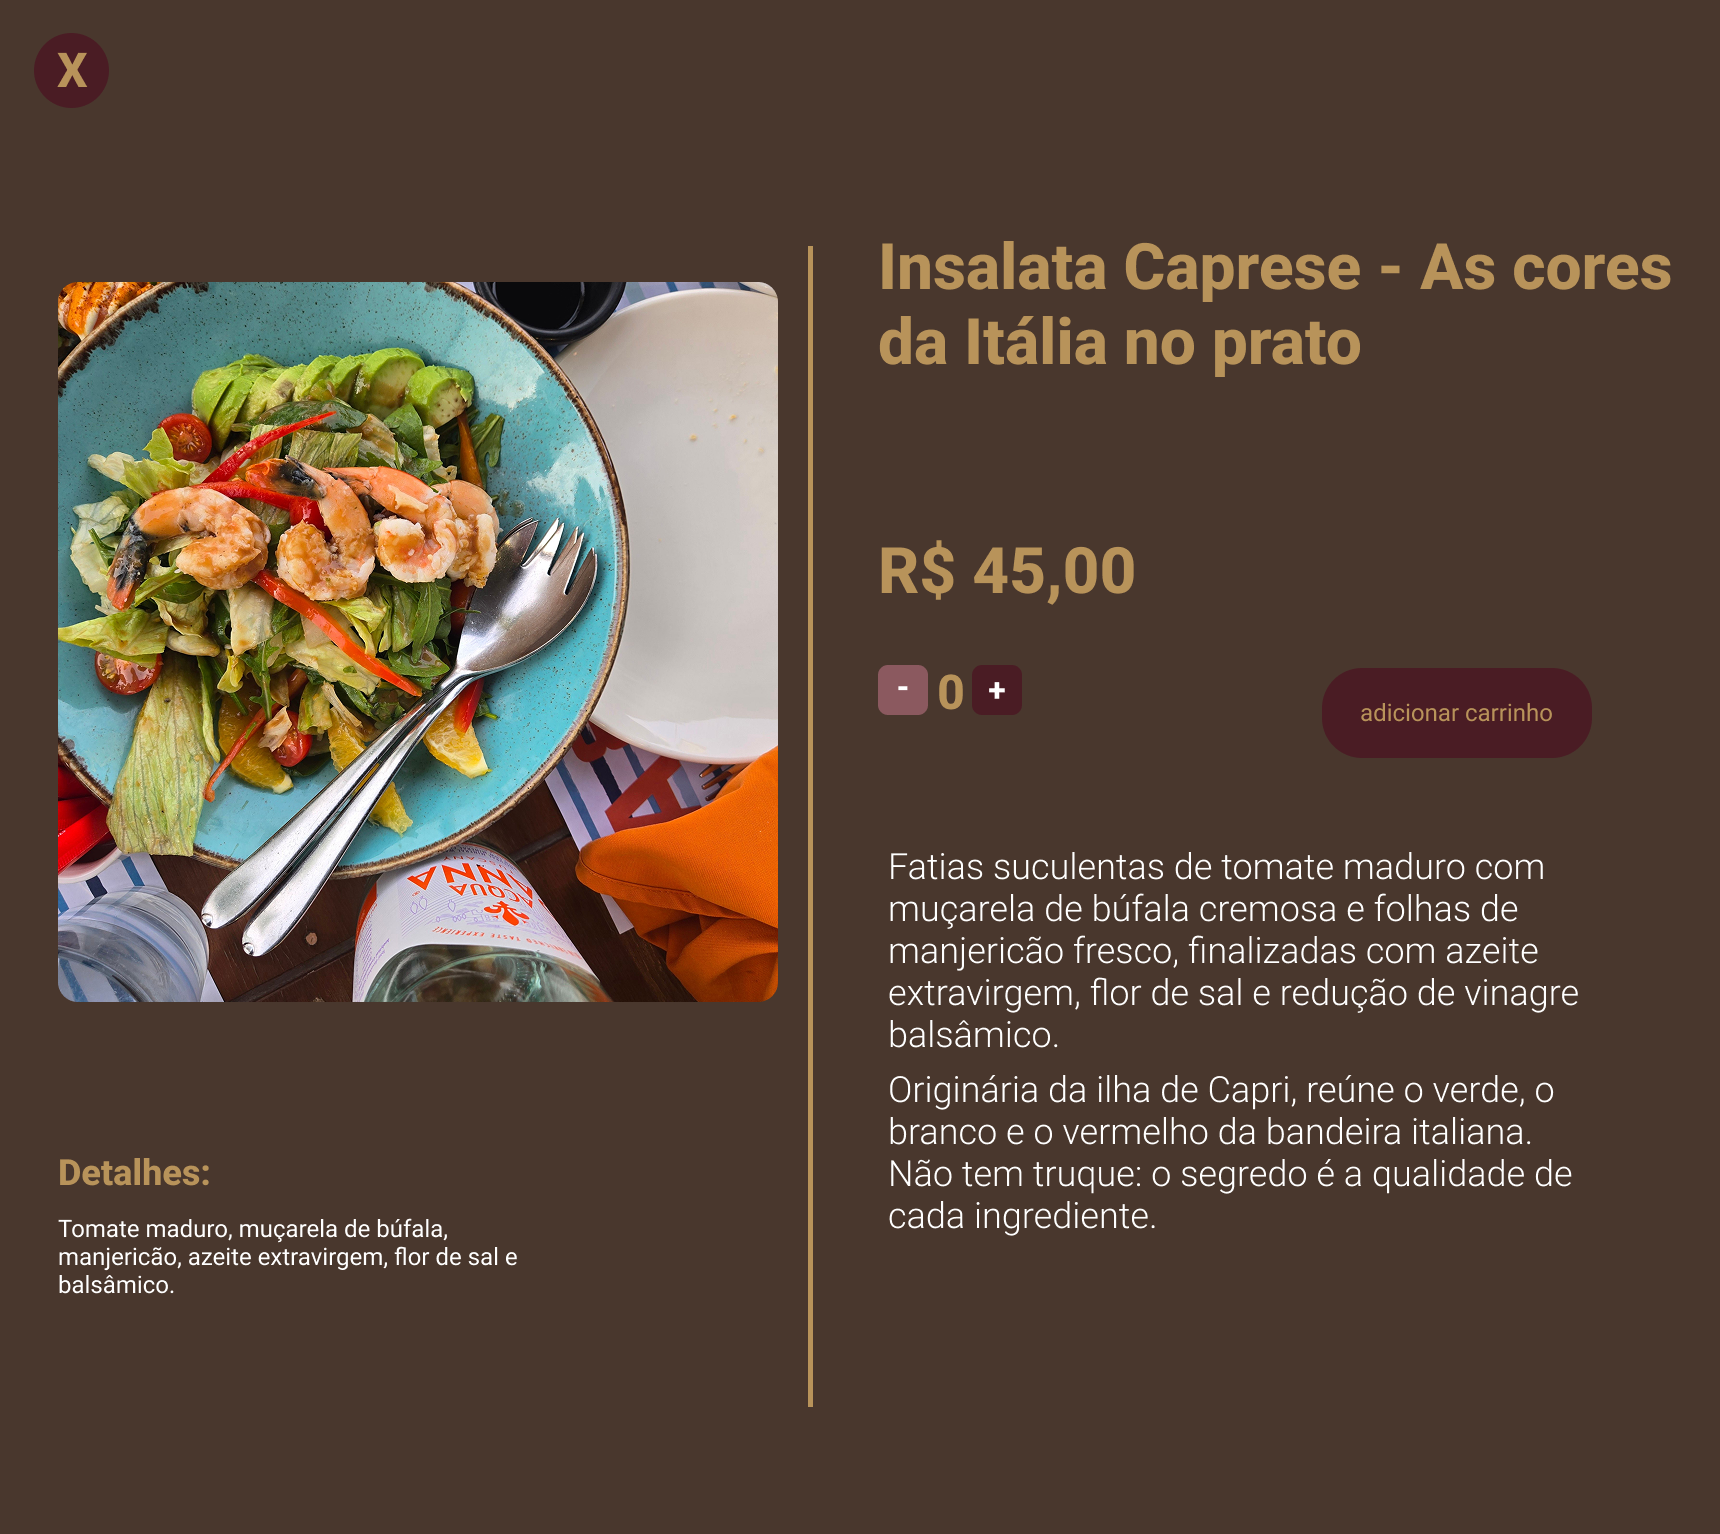 X
Insalata Caprese - As cores
da Itália no prato
R$ 45,00
- 0 +
adicionar carrinho
Fatias suculentas de tomate maduro com
muçarela de búfala cremosa e folhas de
manjericão fresco, finalizadas com azeite
extravirgem, flor de sal e redução de vinagre
balsâmico.
Originária da ilha de Capri, reúne o verde, o
branco e o vermelho da bandeira italiana.
Não tem truque: o segredo é a qualidade de
cada ingrediente.
ACQUA
TASTE EXPERIENCE
Detalhes:
Tomate maduro, muçarela de búfala,
manjericão, azeite extravirgem, flor de sal e
balsâmico.